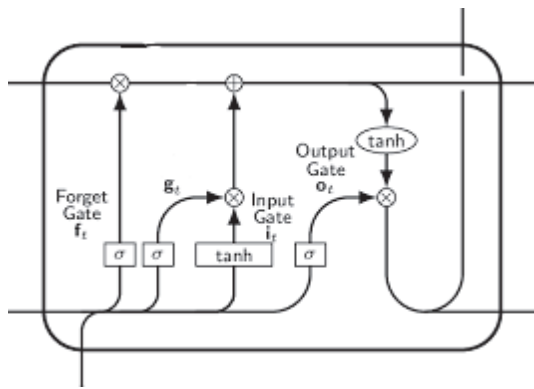 tanh
Output
Gate
o_t
g_t
Input
Gate
i_t
Forget
Gate
f_t
σ
σ
tanh
σ